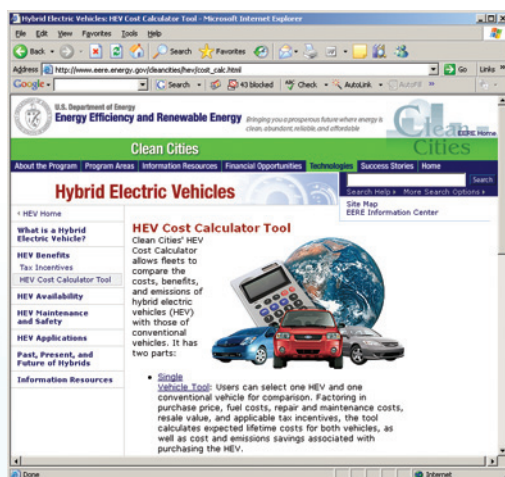 Hybrid Electric Vehicles: HEV Cost Calculator Tool - Microsoft Internet Explorer
File Edit View Favorites Tools Help
Back Search Favorites
Address http://www.eere.energy.gov/cleancities/hev/cost_calc.html Go Links »
Google Search 43 blocked Check AutoLink AutoFill
U.S. Department of Energy
Energy Efficiency and Renewable Energy
Bringing you a prosperous future where energy is
clean, abundant, reliable, and affordable
Clean
Cities
EERE Home
Clean Cities
About the Program Program Areas Information Resources Financial Opportunities Technologies Success Stories Home
Hybrid Electric Vehicles
Search
Search Help More Search Options
Site Map
EERE Information Center
HEV Home
What is a Hybrid
Electric Vehicle?
HEV Benefits
Tax Incentives
HEV Cost Calculator Tool
HEV Availability
HEV Maintenance
and Safety
HEV Applications
Past, Present, and
Future of Hybrids
Information Resources
HEV Cost Calculator Tool
Clean Cities' HEV
Cost Calculator
allows fleets to
compare the
costs, benefits,
and emissions of
hybrid electric
vehicles (HEV)
with those of
conventional
vehicles. It has
two parts:
• Single
Vehicle Tool: Users can select one HEV and one
conventional vehicle for comparison. Factoring in
purchase price, fuel costs, repair and maintenance costs,
resale value, and applicable tax incentives, the tool
calculates expected lifetime costs for both vehicles, as
well as cost and emissions savings associated with
purchasing the HEV.
Done Internet